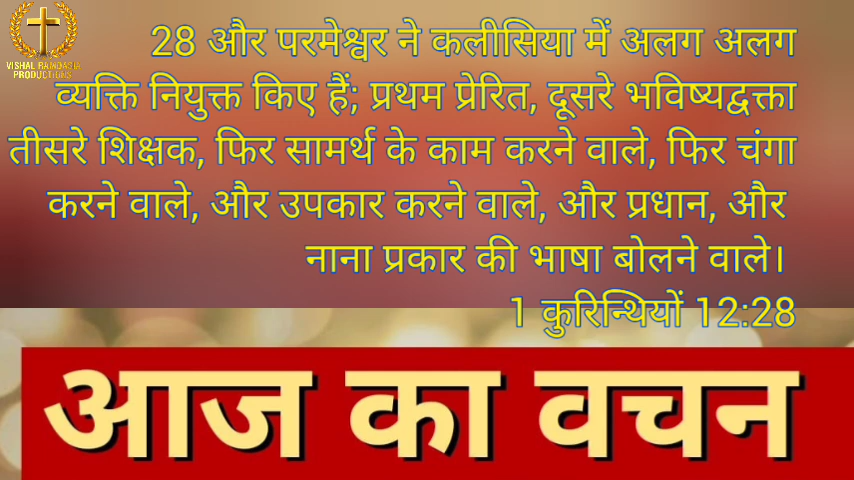 VISHAL RAMDASIA
PRODUCTIONS
28 और परमेश्वर ने कलीसिया में अलग अलग
व्यक्ति नियुक्त किए हैं; प्रथम प्रेरित, दूसरे भविष्यद्वक्ता
तीसरे शिक्षक, फिर सामर्थ के काम करने वाले, फिर चंगा
करने वाले, और उपकार करने वाले, और प्रधान, और
नाना प्रकार की भाषा बोलने वाले।
1 कुरिन्थियों 12:28
आज का वचन